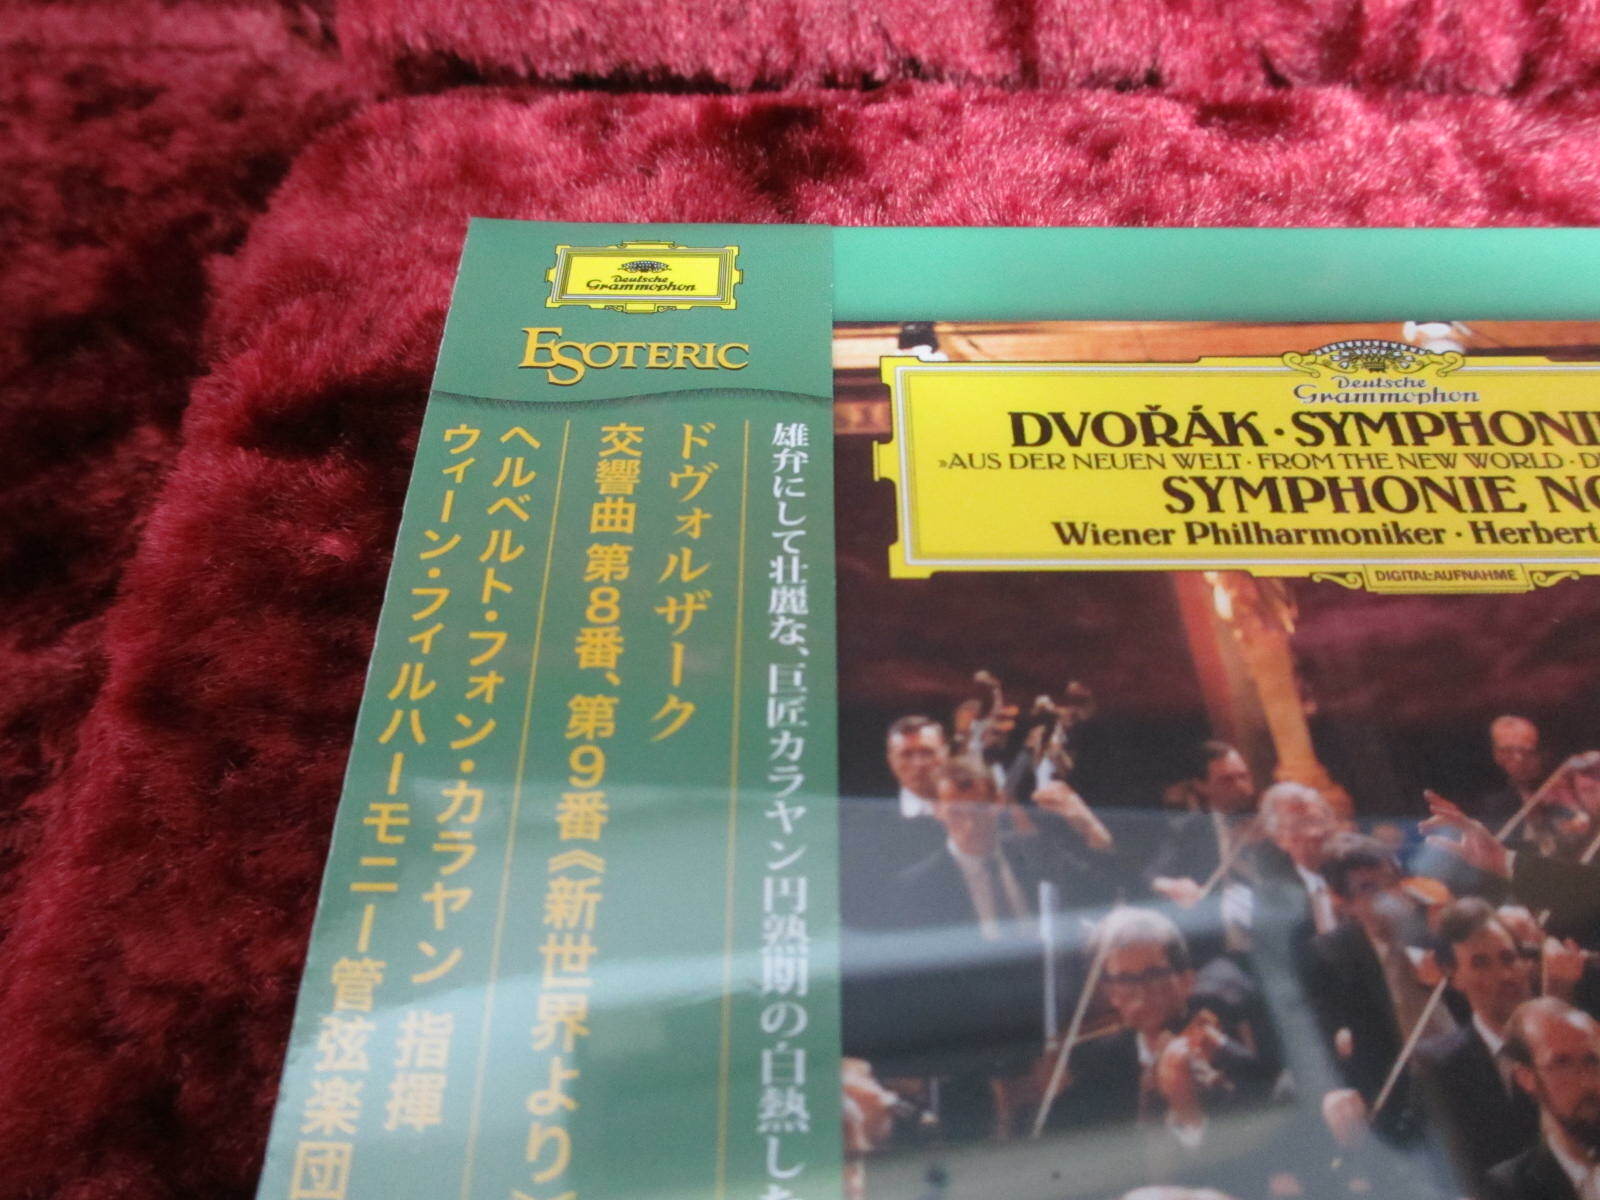 Deutsche
Grammophon
ESOTERIC
雄弁にして壮麗な、巨匠カラヤン円熟期の白熱した
ドヴォルザーク
交響曲 第8番、第9番《新世界より》
ヘルベルト・フォン・カラヤン 指揮
ウィーン・フィルハーモニー管弦楽団
Deutsche
Grammophon
DVOŘÁK · SYMPHONI
»AUS DER NEUEN WELT · FROM THE NEW WORLD · D
SYMPHONIE N
Wiener Philharmoniker · Herbert
DIGITAL-AUFNAHME